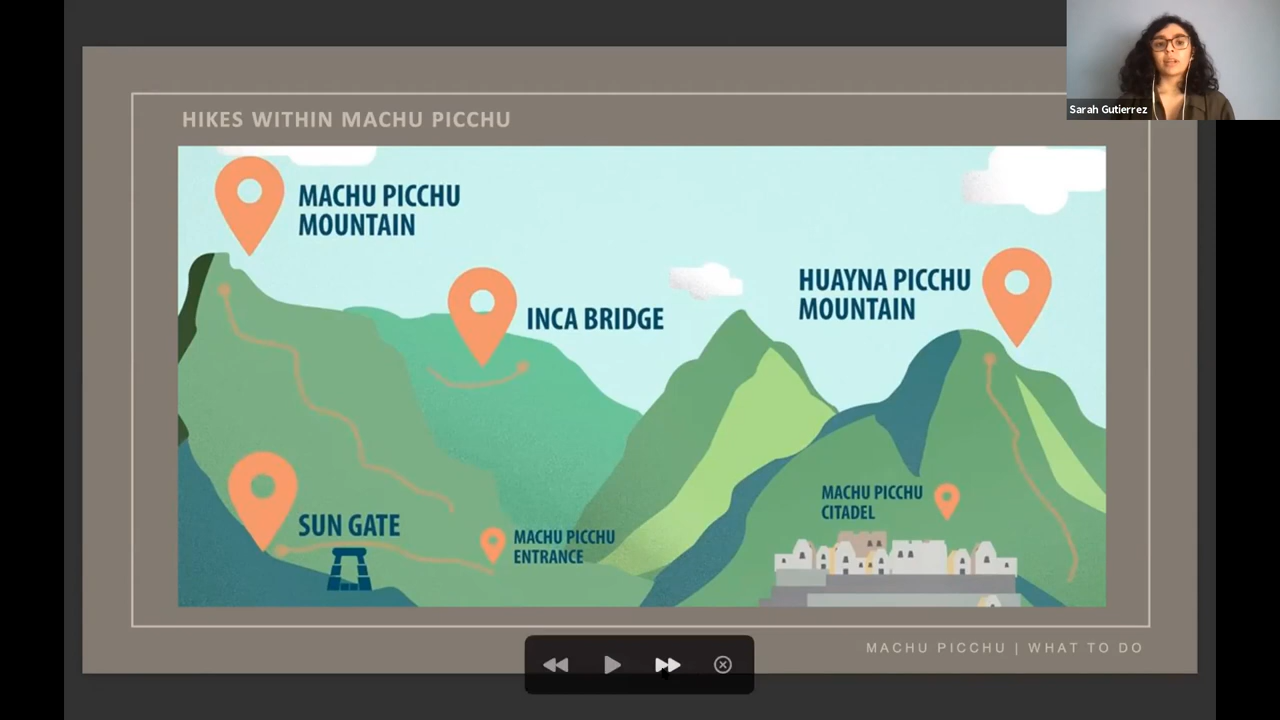 Sarah Gutierrez
HIKES WITHIN MACHU PICCHU
MACHU PICCHU
MOUNTAIN
INCA BRIDGE
HUAYNA PICCHU
MOUNTAIN
SUN GATE
MACHU PICCHU
ENTRANCE
MACHU PICCHU
CITADEL
MACHU PICCHU | WHAT TO DO